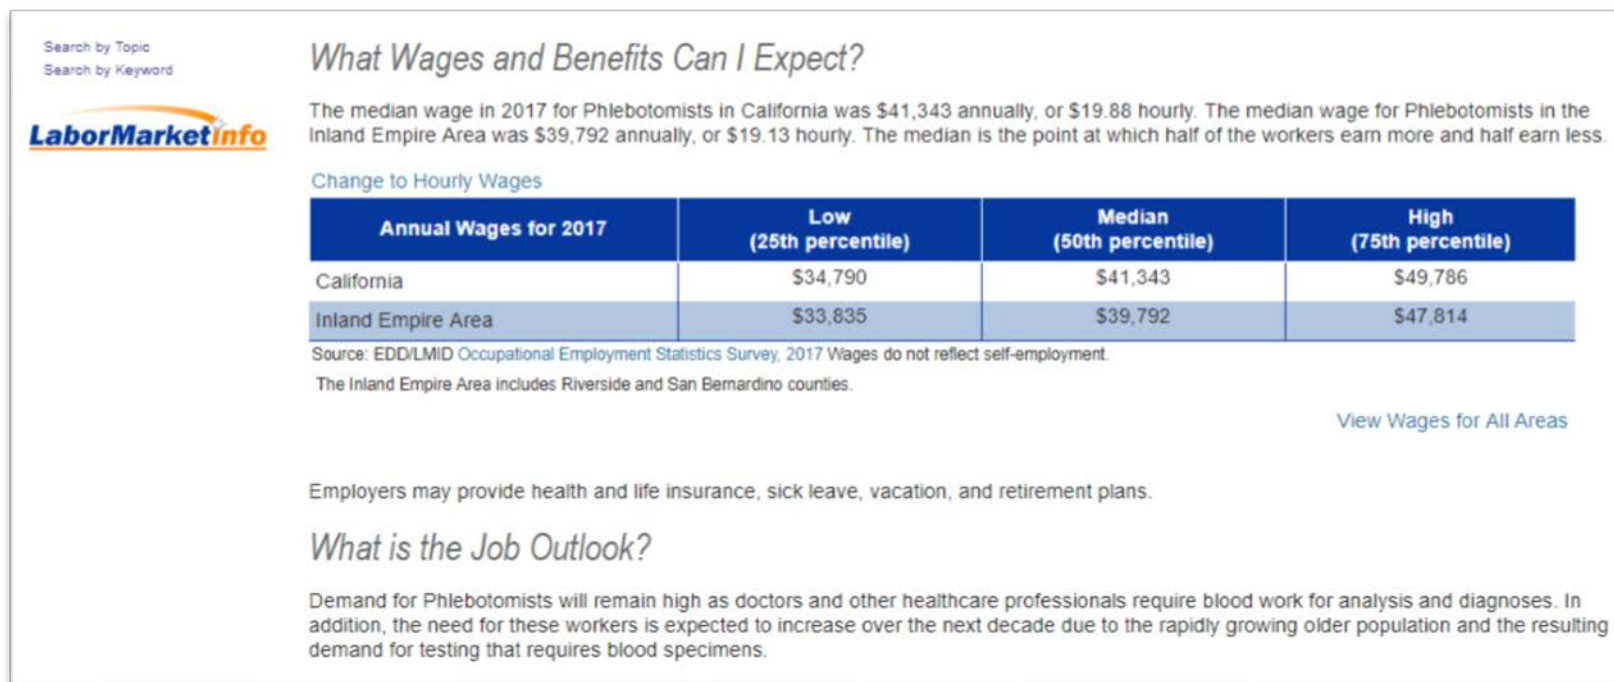 Search by Topic
Search by Keyword
LaborMarketinfo
What Wages and Benefits Can I Expect?
The median wage in 2017 for Phlebotomists in California was $41,343 annually, or $19.88 hourly. The median wage for Phlebotomists in the
Inland Empire Area was $39,792 annually, or $19.13 hourly. The median is the point at which half of the workers earn more and half earn less.
Change to Hourly Wages
Annual Wages for 2017 Low (25th percentile) Median (50th percentile) High (75th percentile)
California $34,790 $41,343 $49,786
Inland Empire Area $33,835 $39,792 $47,814
Source: EDD/LMID Occupational Employment Statistics Survey, 2017 Wages do not reflect self-employment.
The Inland Empire Area includes Riverside and San Bernardino counties.
View Wages for All Areas
Employers may provide health and life insurance, sick leave, vacation, and retirement plans.
What is the Job Outlook?
Demand for Phlebotomists will remain high as doctors and other healthcare professionals require blood work for analysis and diagnoses. In
addition, the need for these workers is expected to increase over the next decade due to the rapidly growing older population and the resulting
demand for testing that requires blood specimens.